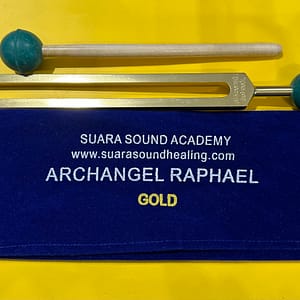 SUARA SOUND ACADEMY
www.suarasoundhealing.com
ARCHANGEL RAPHAEL
GOLD